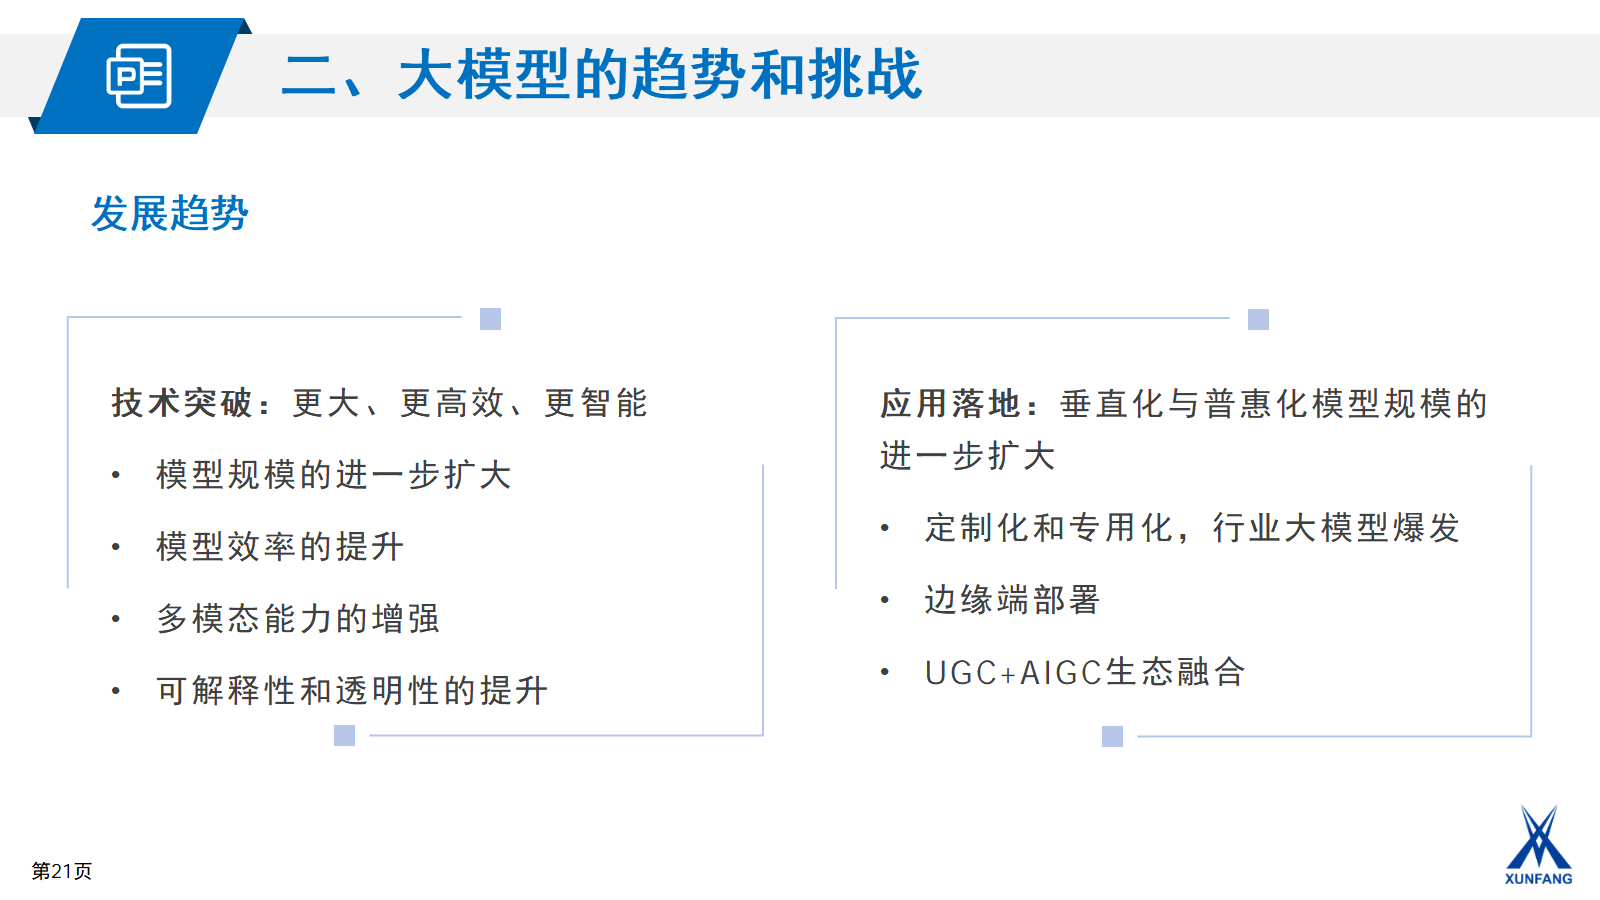 二、大模型的趋势和挑战
发展趋势
技术突破：更大、更高效、更智能
• 模型规模的进一步扩大
• 模型效率的提升
• 多模态能力的增强
• 可解释性和透明性的提升
应用落地：垂直化与普惠化模型规模的
进一步扩大
• 定制化和专用化，行业大模型爆发
• 边缘端部署
• UGC+AIGC生态融合
第21页
XUNFANG